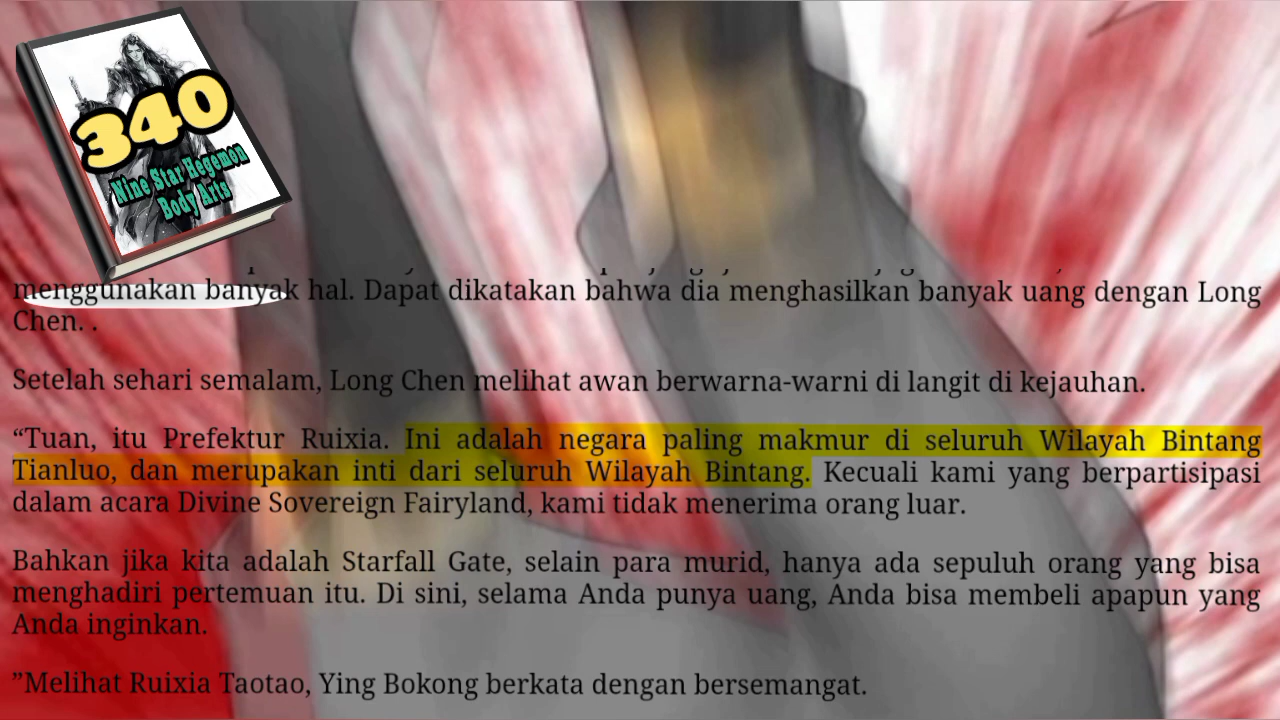 340
Nine Star Hegemon
Body Arts
menggunakan banyak hal. Dapat dikatakan bahwa dia menghasilkan banyak uang dengan Long
Chen. .
Setelah sehari semalam, Long Chen melihat awan berwarna-warni di langit di kejauhan.
“Tuan, itu Prefektur Ruixia. Ini adalah negara paling makmur di seluruh Wilayah Bintang
Tianluo, dan merupakan inti dari seluruh Wilayah Bintang. Kecuali kami yang berpartisipasi
dalam acara Divine Sovereign Fairyland, kami tidak menerima orang luar.
Bahkan jika kita adalah Starfall Gate, selain para murid, hanya ada sepuluh orang yang bisa
menghadiri pertemuan itu. Di sini, selama Anda punya uang, Anda bisa membeli apapun yang
Anda inginkan.
”Melihat Ruixia Taotao, Ying Bokong berkata dengan bersemangat.